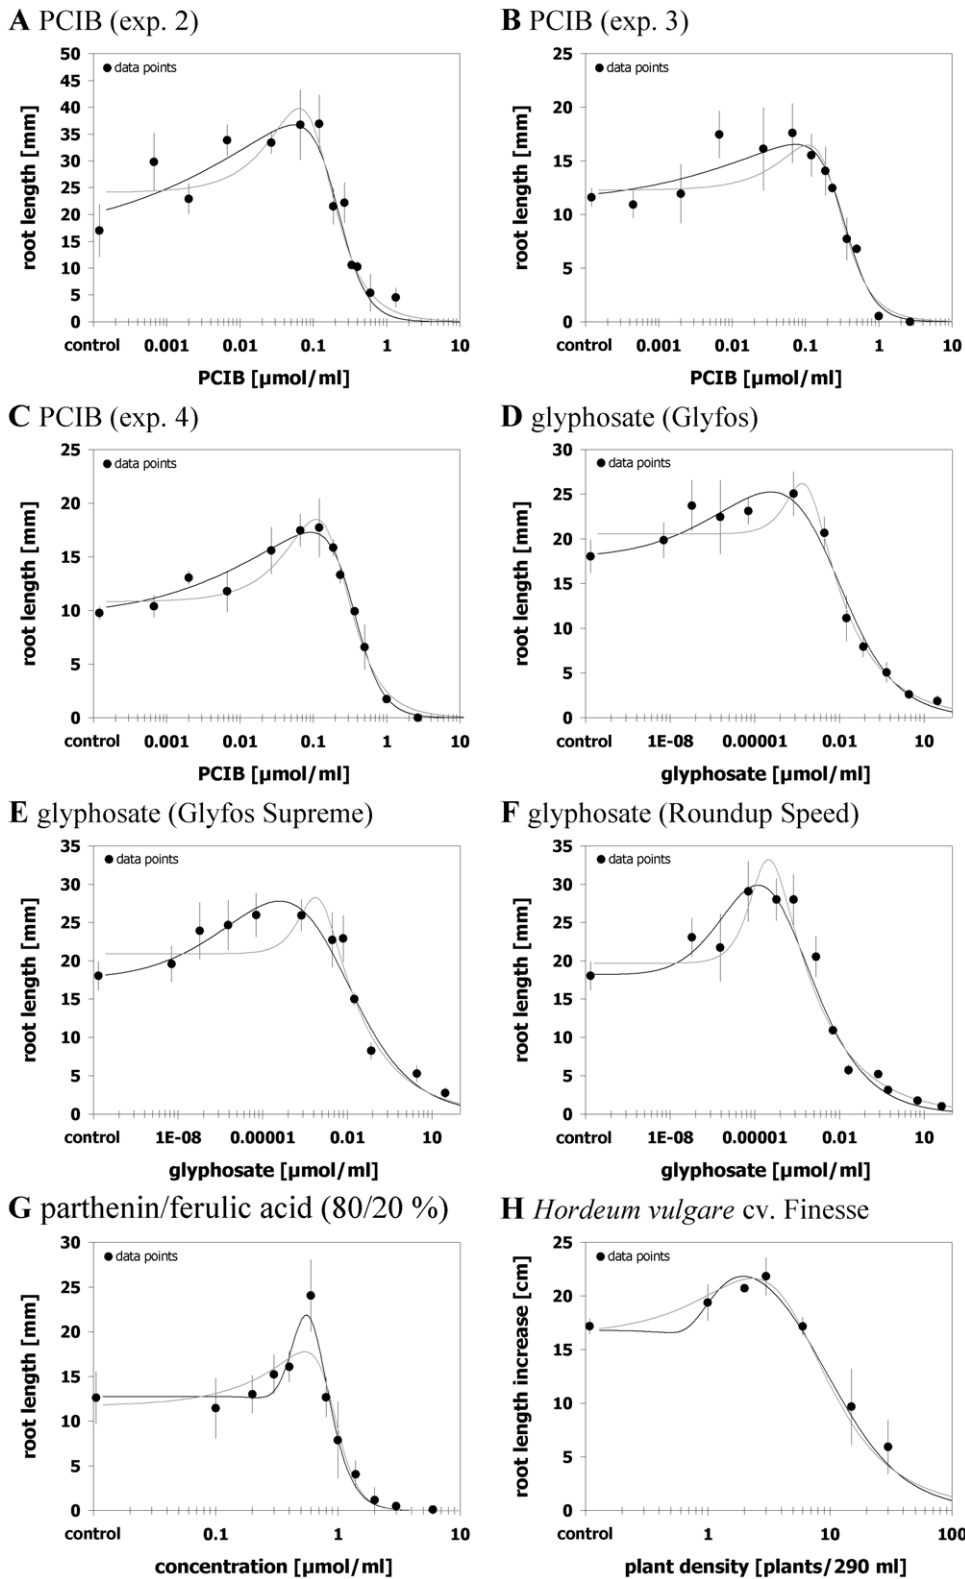 A PCIB (exp. 2)
B PCIB (exp. 3)
50
45
40
35
30
25
20
15
10
5
0
root length [mm]
data points
control 0.001 0.01 0.1 1 10
PCIB [µmol/ml]
25
20
15
10
5
0
root length [mm]
data points
control 0.001 0.01 0.1 1 10
PCIB [µmol/ml]
C PCIB (exp. 4)
D glyphosate (Glyfos)
25
20
15
10
5
0
root length [mm]
data points
control 0.001 0.01 0.1 1 10
PCIB [µmol/ml]
30
25
20
15
10
5
0
root length [mm]
data points
control 1E-08 0.00001 0.01 10
glyphosate [µmol/ml]
E glyphosate (Glyfos Supreme)
F glyphosate (Roundup Speed)
35
30
25
20
15
10
5
0
root length [mm]
data points
control 1E-08 0.00001 0.01 10
glyphosate [µmol/ml]
35
30
25
20
15
10
5
0
root length [mm]
data points
control 1E-08 0.00001 0.01 10
glyphosate [µmol/ml]
G parthenin/ferulic acid (80/20 %)
H Hordeum vulgare cv. Finesse
30
25
20
15
10
5
0
root length [mm]
data points
control 0.1 1 10
concentration [µmol/ml]
25
20
15
10
5
0
root length increase [cm]
data points
control 1 10 100
plant density [plants/290 ml]